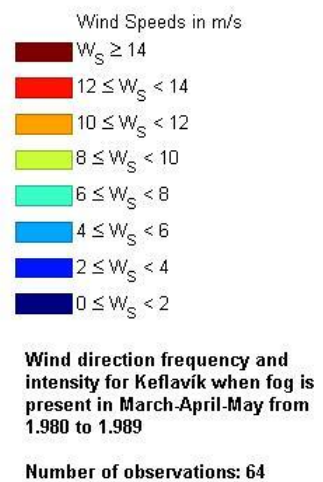 Wind Speeds in m/s
W_S ≥ 14
12 ≤ W_S < 14
10 ≤ W_S < 12
8 ≤ W_S < 10
6 ≤ W_S < 8
4 ≤ W_S < 6
2 ≤ W_S < 4
0 ≤ W_S < 2
Wind direction frequency and
intensity for Keflavík when fog is
present in March-April-May from
1.980 to 1.989
Number of observations: 64